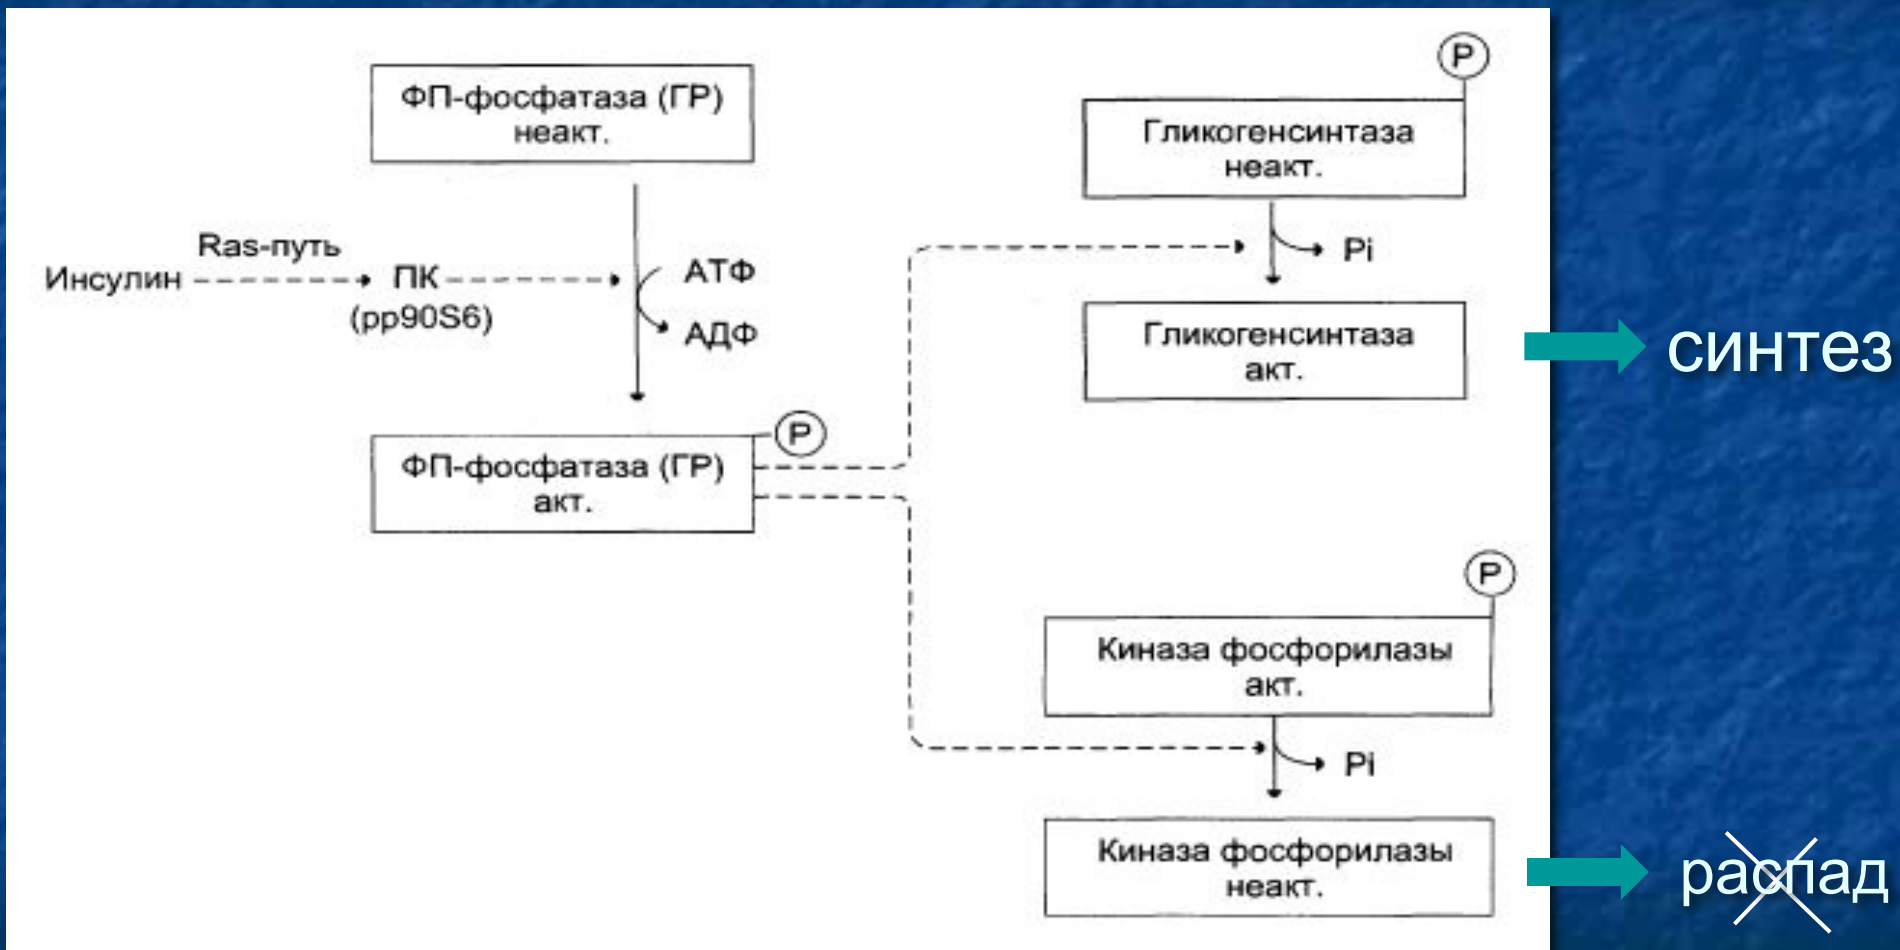 ФП-фосфатаза (ГР)
неакт.
Ras-путь
Инсулин
ПК
(pp90S6)
АТФ
АДФ
P
ФП-фосфатаза (ГР)
акт.
P
Гликогенсинтаза
неакт.
Pi
Гликогенсинтаза
акт.
синтез
P
Киназа фосфорилазы
акт.
Pi
Киназа фосфорилазы
неакт.
распад